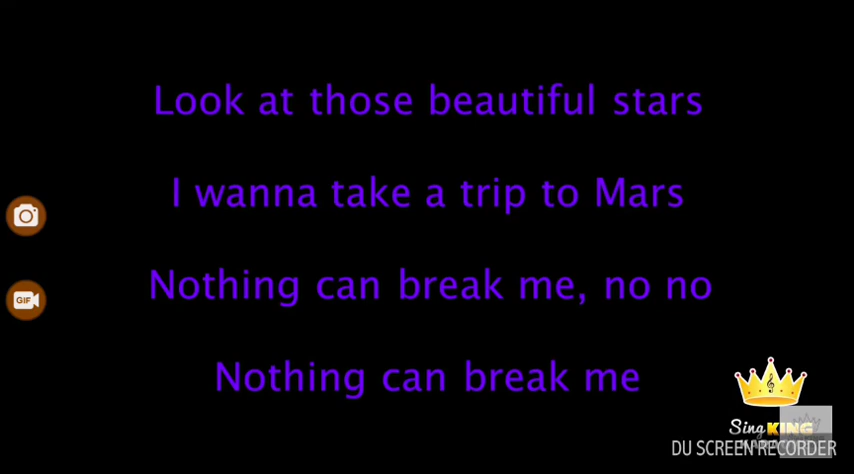 Look at those beautiful stars
I wanna take a trip to Mars
Nothing can break me, no no
Nothing can break me
GIF
Sing KING
DU SCREEN RECORDER